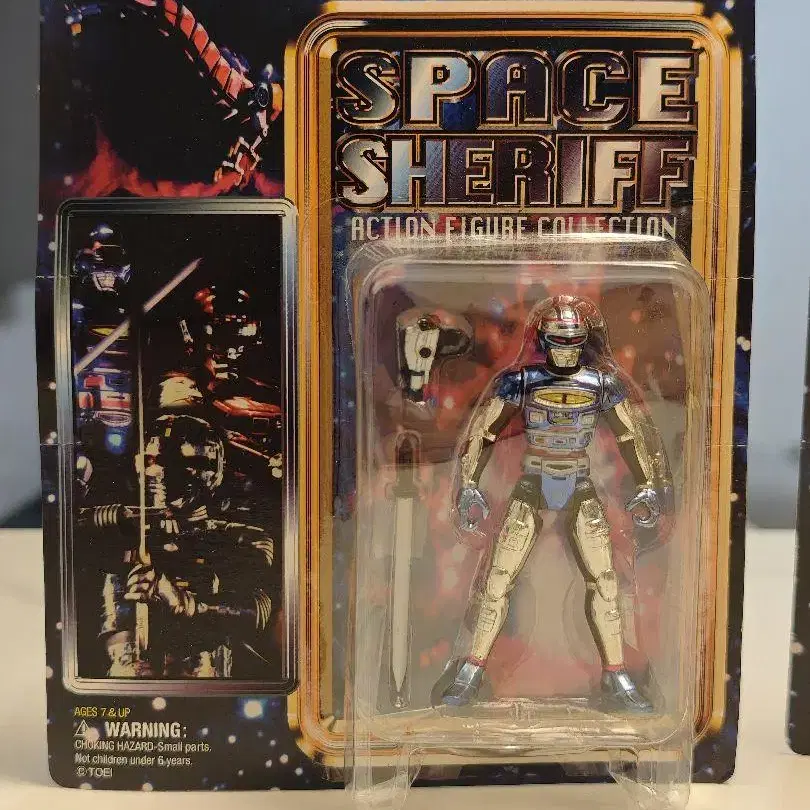 SPACE
SHERIFF
ACTION FIGURE COLLECTION
AGES 7 & UP
WARNING:
CHOKING HAZARD-Small parts.
Not children under 6 years.
© TOEI